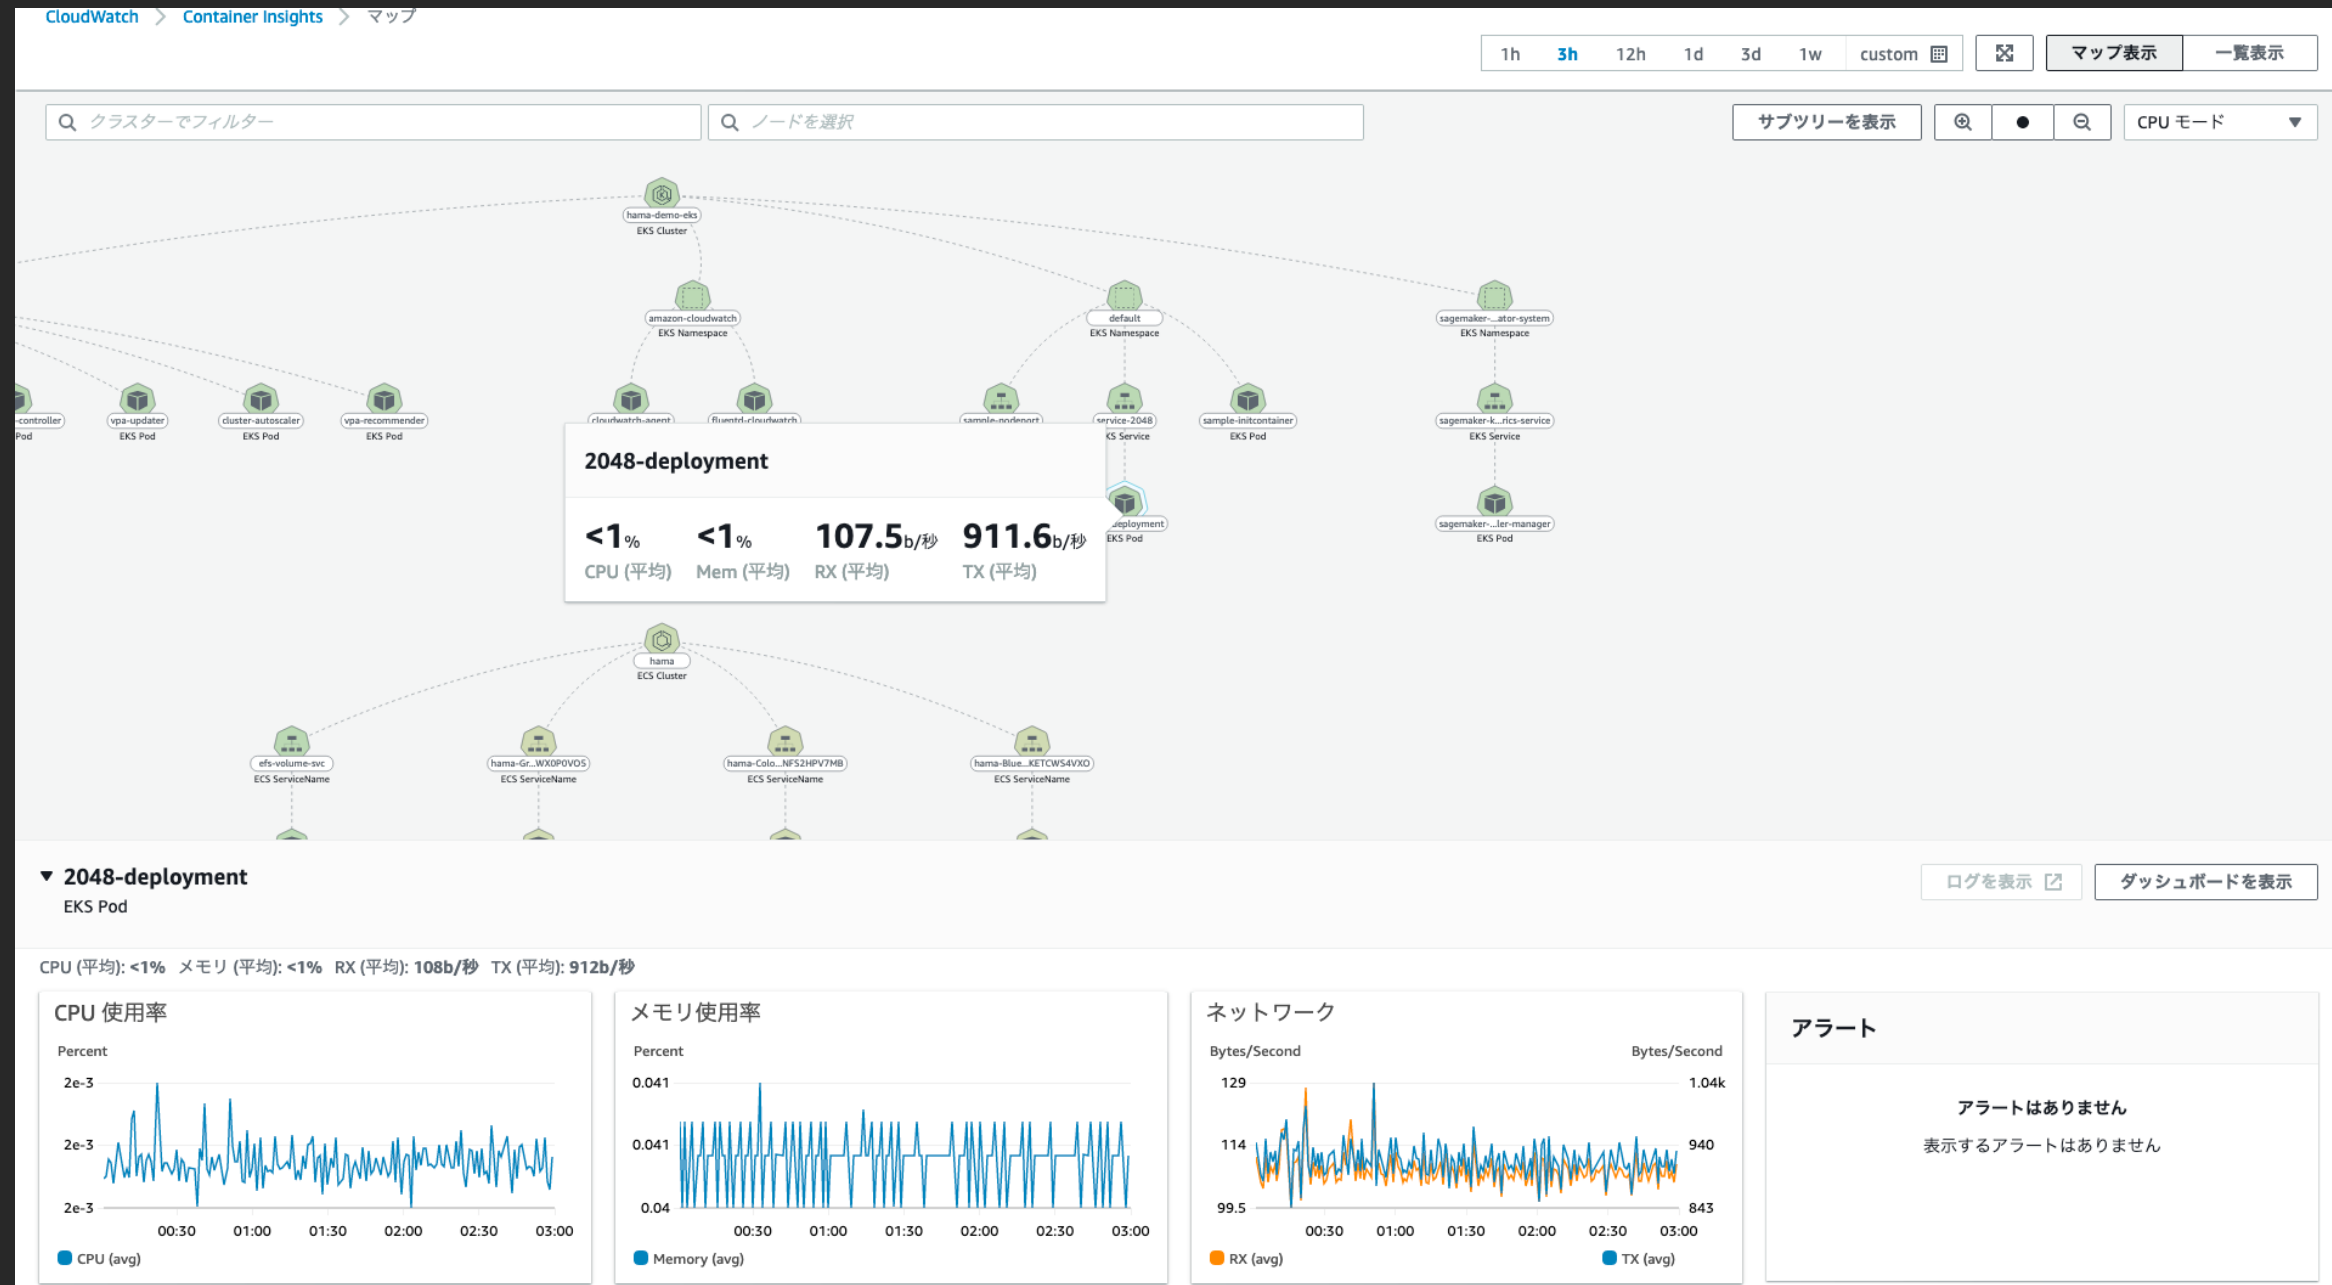 CloudWatch > Container Insights > マップ
1h 3h 12h 1d 3d 1w custom マップ表示 一覧表示
クラスターでフィルター ノードを選択 サブツリーを表示 CPU モード
hama-demo-eks
EKS Cluster
amazon-cloudwatch default sagemaker-...ator-system
EKS Namespace EKS Namespace EKS Namespace
-controller vpa-updater cluster-autoscaler vpa-recommender cloudwatch-agent fluentd-cloudwatch sample-nodeport service-2048 sample-initcontainer sagemaker-k...rics-service
Pod EKS Pod EKS Pod EKS Pod KS Service EKS Pod EKS Service
2048-deployment
deployment sagemaker-...ler-manager
EKS Pod EKS Pod
<1% <1% 107.5b/秒 911.6b/秒
CPU (平均) Mem (平均) RX (平均) TX (平均)
hama
ECS Cluster
efs-volume-svc hama-Gr...WX0P0VOS hama-Colo...NFS2HPV7MB hama-Blue...KETCWS4VXO
ECS ServiceName ECS ServiceName ECS ServiceName ECS ServiceName
2048-deployment
EKS Pod
ログを表示 ダッシュボードを表示
CPU (平均): <1% メモリ (平均): <1% RX (平均): 108b/秒 TX (平均): 912b/秒
CPU 使用率
Percent
2e-3
2e-3
2e-3
00:30 01:00 01:30 02:00 02:30 03:00
CPU (avg)
メモリ使用率
Percent
0.041
0.041
0.04
00:30 01:00 01:30 02:00 02:30 03:00
Memory (avg)
ネットワーク
Bytes/Second Bytes/Second
129 1.04k
114 940
99.5 843
00:30 01:00 01:30 02:00 02:30 03:00
RX (avg) TX (avg)
アラート
アラートはありません
表示するアラートはありません